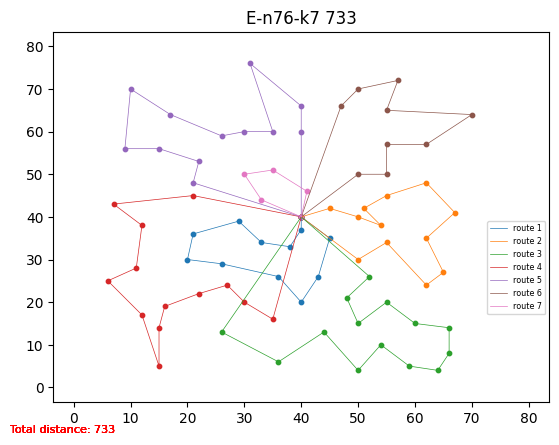 E-n76-k7 733
80
70
60
50
40
30
20
10
0
route 1
route 2
route 3
route 4
route 5
route 6
route 7
0 10 20 30 40 50 60 70 80
Total distance: 733